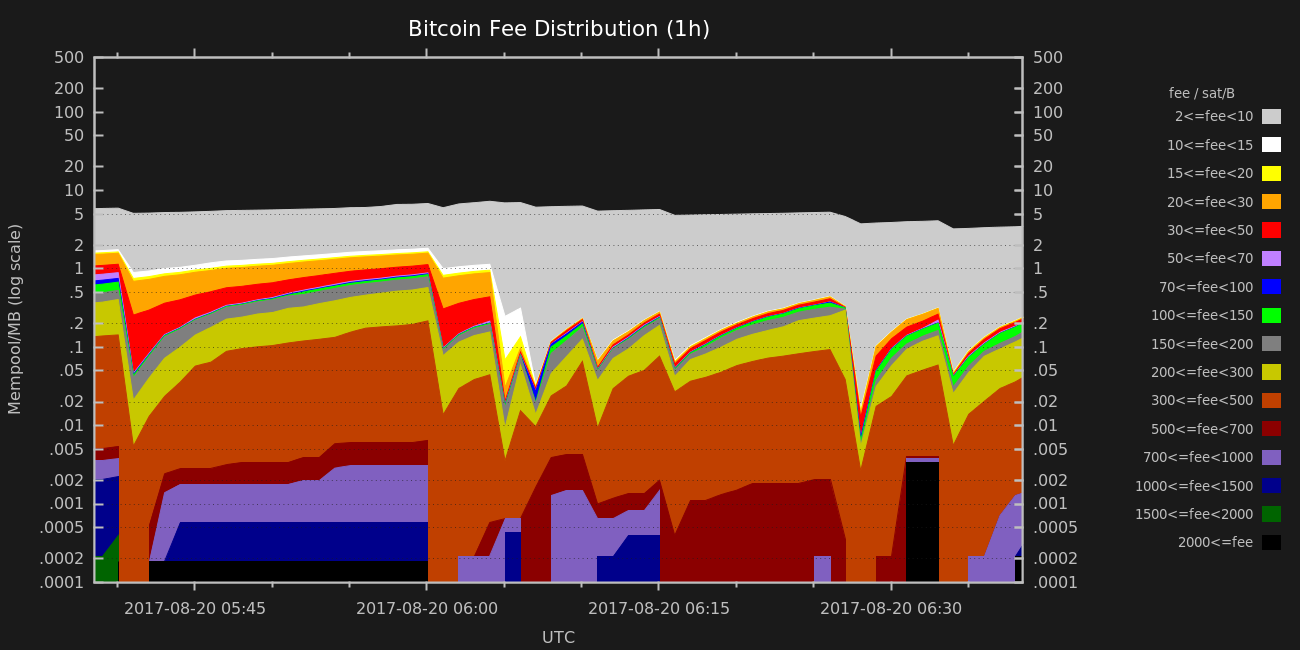 Bitcoin Fee Distribution (1h)
500 500
200 200
100 100
50 50
20 20
10 10
5 5
2 2
1 1
.5 .5
.2 .2
.1 .1
.05 .05
.02 .02
.01 .01
.005 .005
.002 .002
.001 .001
.0005 .0005
.0002 .0002
.0001 .0001
Mempool/MB (log scale)
2017-08-20 05:45 2017-08-20 06:00 2017-08-20 06:15 2017-08-20 06:30
UTC
fee / sat/B
2<=fee<10
10<=fee<15
15<=fee<20
20<=fee<30
30<=fee<50
50<=fee<70
70<=fee<100
100<=fee<150
150<=fee<200
200<=fee<300
300<=fee<500
500<=fee<700
700<=fee<1000
1000<=fee<1500
1500<=fee<2000
2000<=fee